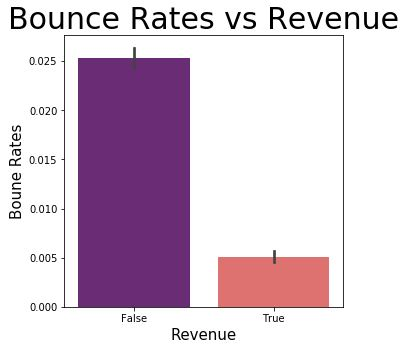 Bounce Rates vs Revenue
0.025
0.020
0.015
0.010
0.005
0.000
Boune Rates
False True
Revenue